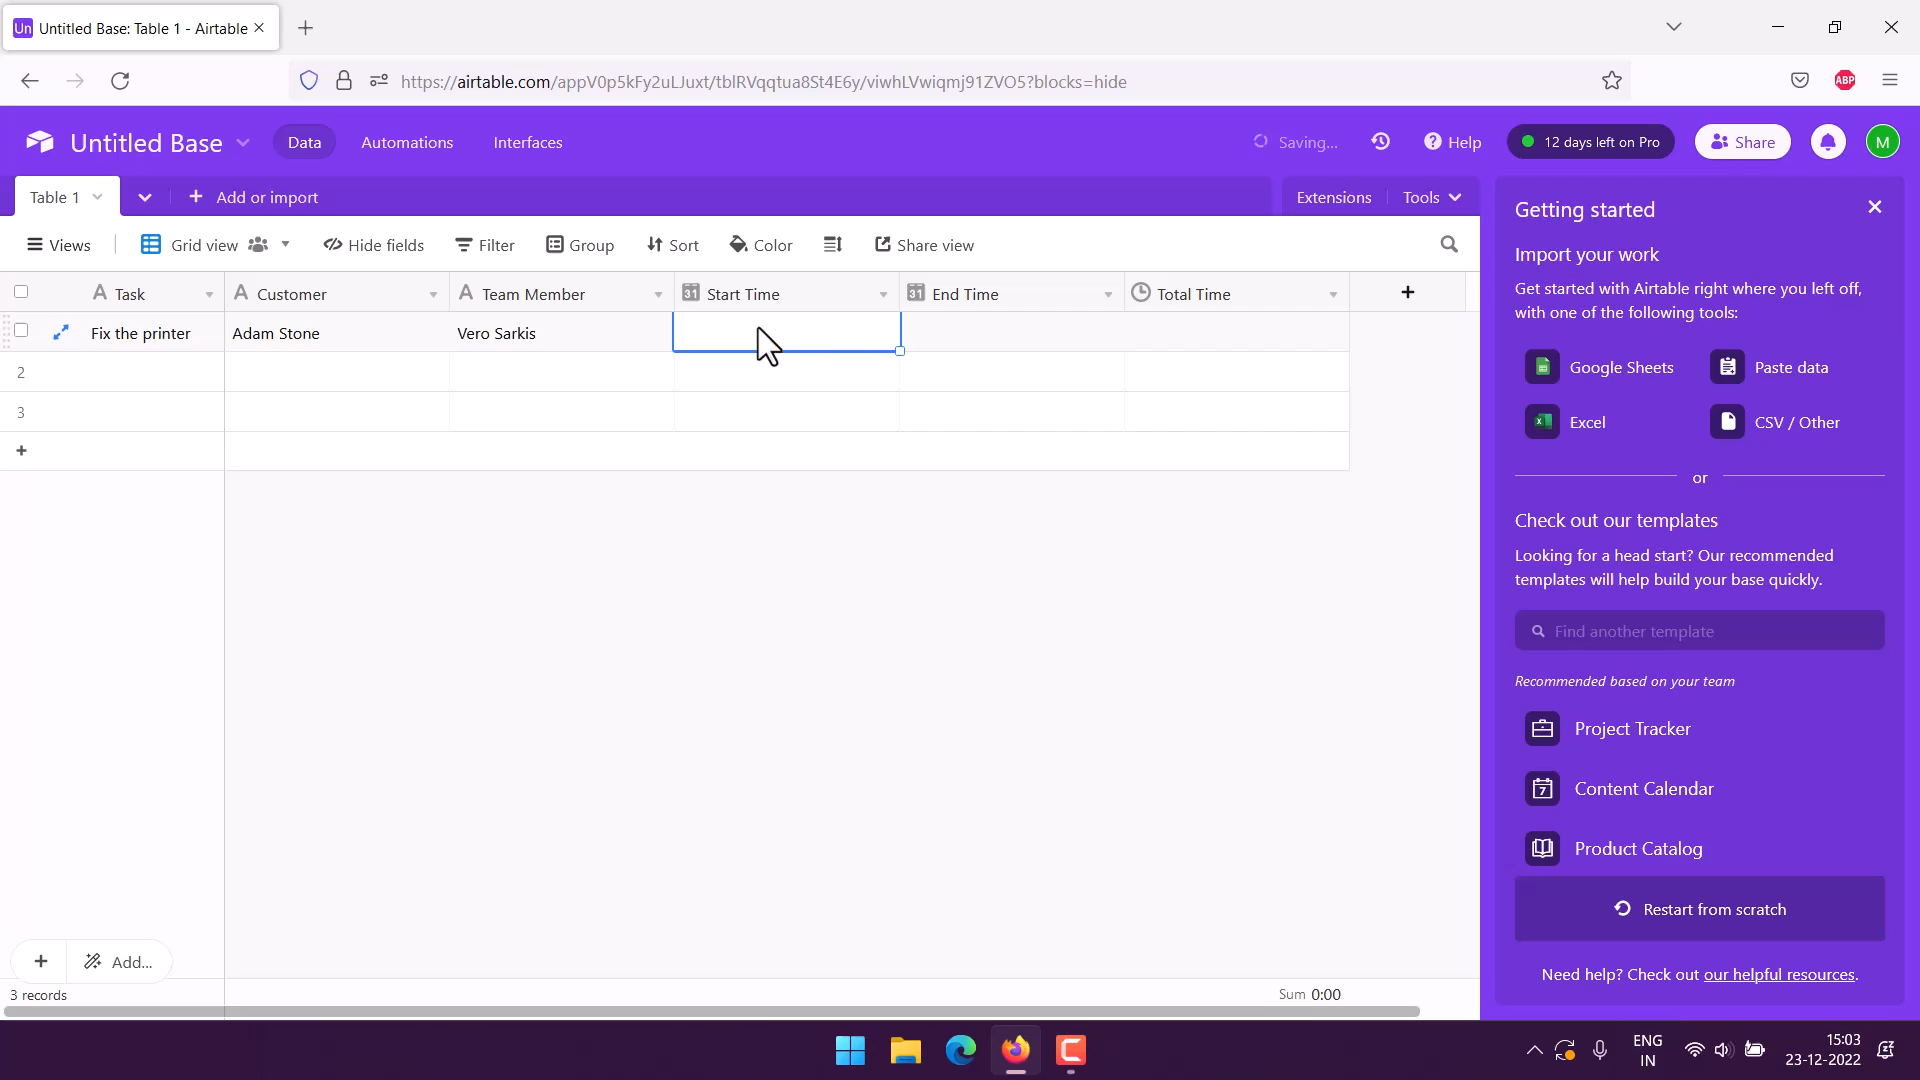 Un Untitled Base: Table 1 - Airtable
https://airtable.com/appV0p5kFy2uLJuxt/tblRVqqtua8St4E6y/viwhLVwiqmj91ZVO5?blocks=hide
ABP
Untitled Base Data Automations Interfaces Saving... Help 12 days left on Pro Share M
Table 1 Add or import Extensions Tools
Views Grid view Hide fields Filter Group Sort Color Share view
Task Customer Team Member 31 Start Time 31 End Time Total Time
Fix the printer Adam Stone Vero Sarkis
2
3
Add...
3 records Sum 0:00
Getting started
Import your work
Get started with Airtable right where you left off,
with one of the following tools:
Google Sheets Paste data
Excel CSV / Other
or
Check out our templates
Looking for a head start? Our recommended
templates will help build your base quickly.
Find another template
Recommended based on your team
Project Tracker
7 Content Calendar
Product Catalog
Restart from scratch
Need help? Check out our helpful resources.
ENG
IN
15:03
23-12-2022